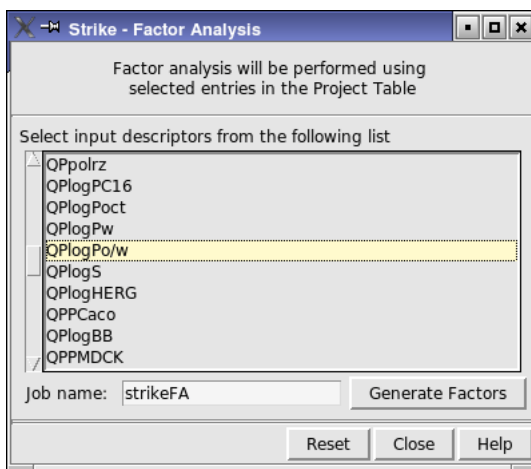 Strike - Factor Analysis
Factor analysis will be performed using
selected entries in the Project Table
Select input descriptors from the following list
QPpolrz
QPlogPC16
QPlogPoct
QPlogPw
QPlogPo/w
QPlogS
QPlogHERG
QPPCaco
QPlogBB
QPPMDCK
Job name: strikeFA Generate Factors
Reset Close Help